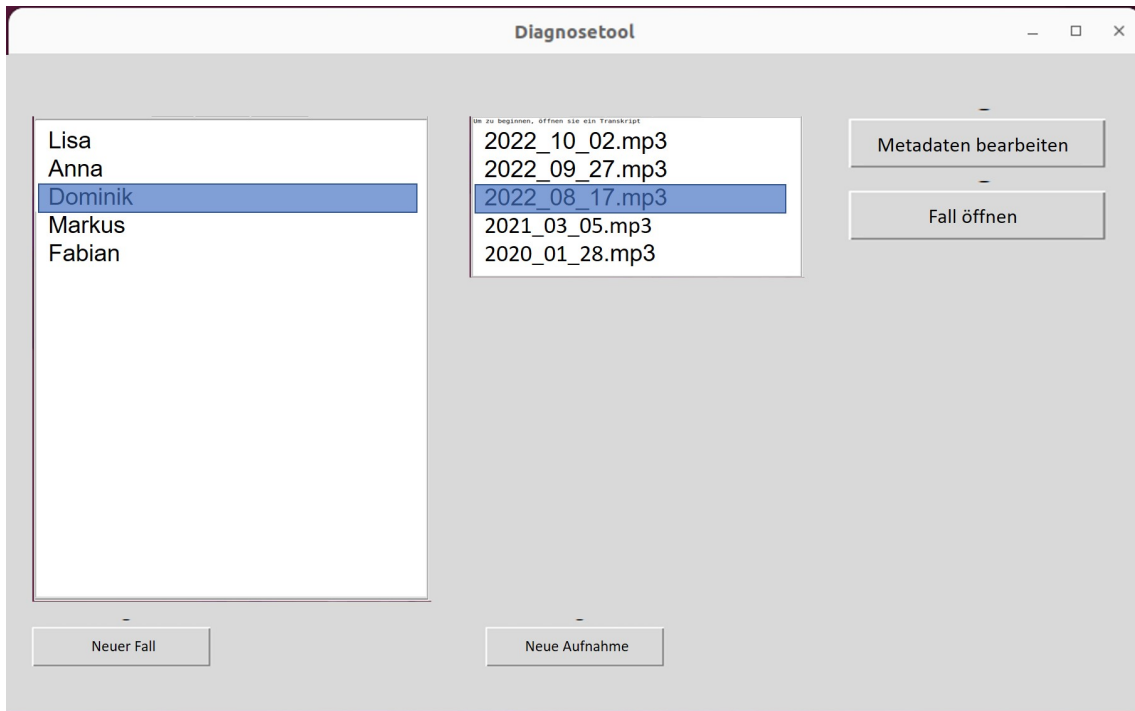 Diagnosetool
Lisa
Anna
Dominik
Markus
Fabian
Um zu beginnen, öffnen sie ein Transkript
2022_10_02.mp3
2022_09_27.mp3
2022_08_17.mp3
2021_03_05.mp3
2020_01_28.mp3
Metadaten bearbeiten
Fall öffnen
Neuer Fall
Neue Aufnahme